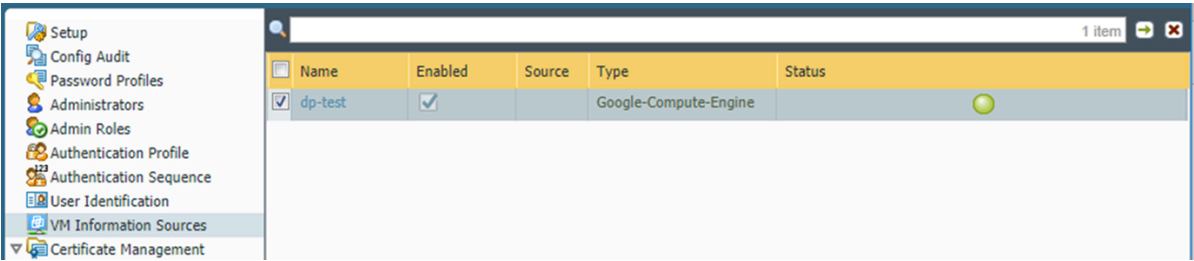 Setup
Config Audit
Password Profiles
Administrators
Admin Roles
Authentication Profile
Authentication Sequence
User Identification
VM Information Sources
Certificate Management
1 item
Name Enabled Source Type Status
dp-test Google-Compute-Engine